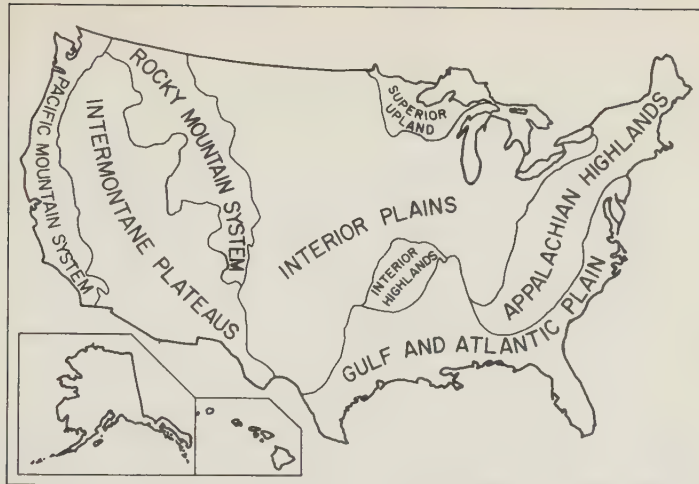 PACIFIC MOUNTAIN SYSTEM
INTERMONTANE PLATEAUS
ROCKY MOUNTAIN SYSTEM
SUPERIOR
UPLAND
INTERIOR PLAINS
INTERIOR
HIGHLANDS
APPALACHIAN HIGHLANDS
GULF AND ATLANTIC PLAIN